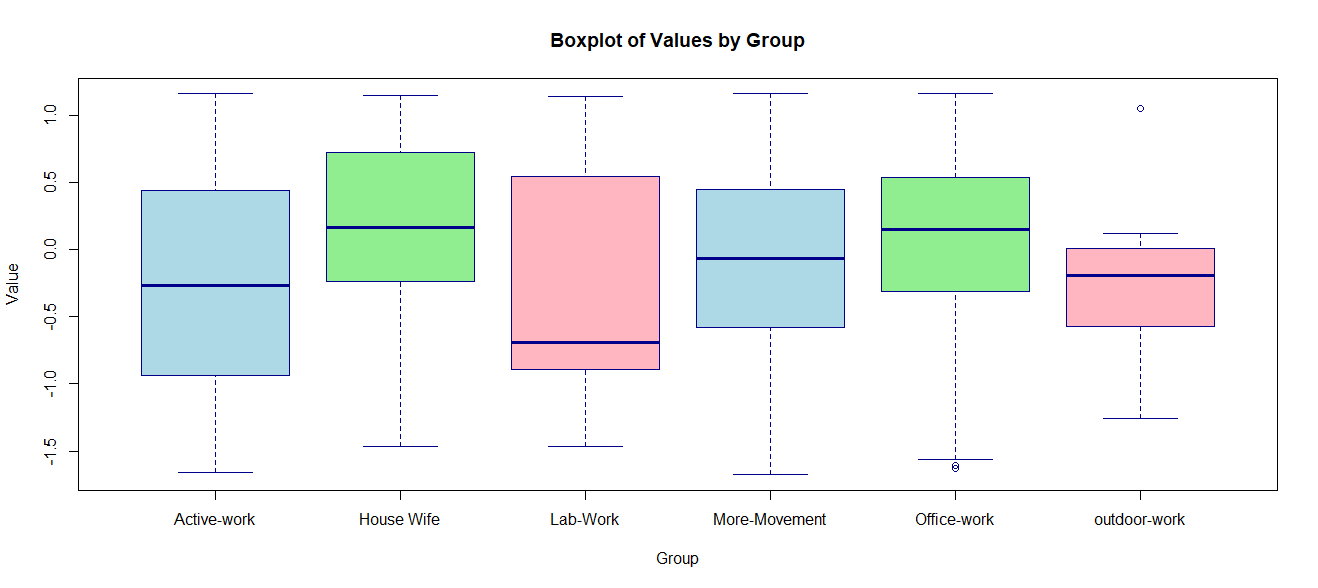 Boxplot of Values by Group
Value
1.0
0.5
0.0
-0.5
-1.0
-1.5
Active-work House Wife Lab-Work More-Movement Office-work outdoor-work
Group